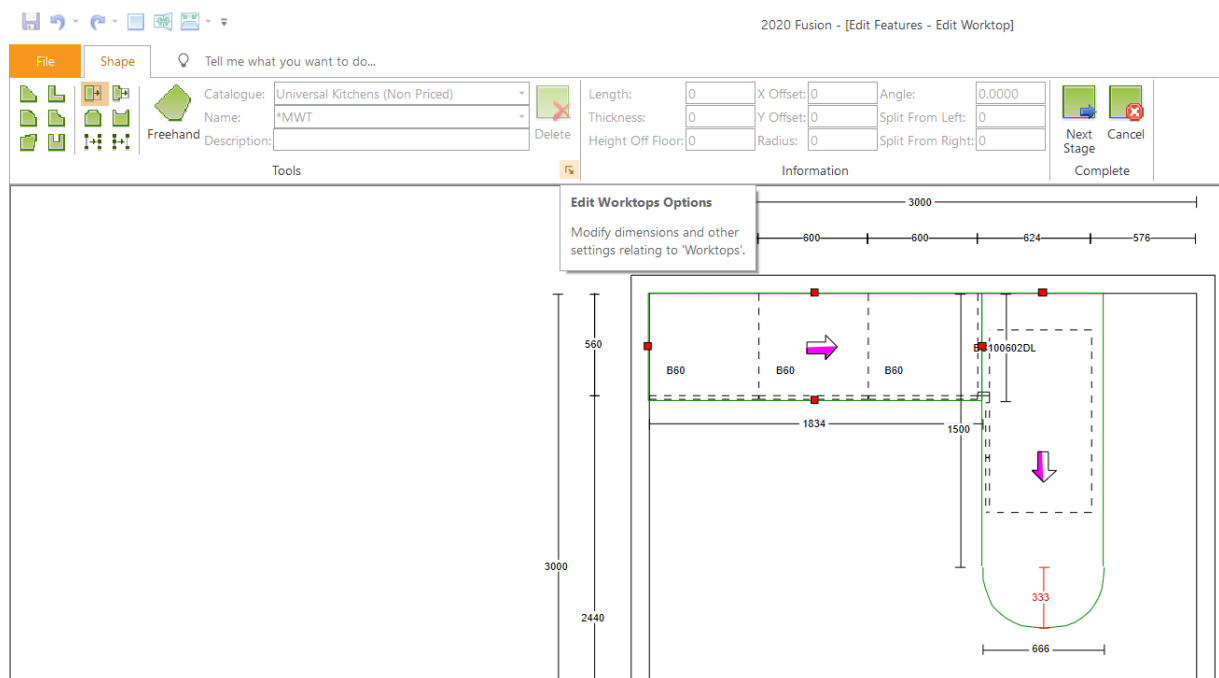 2020 Fusion - [Edit Features - Edit Worktop]
File
Shape
Tell me what you want to do...
Catalogue: Universal Kitchens (Non Priced)
Name: *MWT
Description:
Freehand
Delete
Tools
Length: 0 X Offset: 0 Angle: 0.0000
Thickness: 0 Y Offset: 0 Split From Left: 0
Height Off Floor: 0 Radius: 0 Split From Right: 0
Information
Next
Stage
Cancel
Complete
Edit Worktops Options
Modify dimensions and other
settings relating to 'Worktops'.
3000
600 600 624 576
560
100602DL
B60 B60 B60
1834
1500
3000
333
2440
666